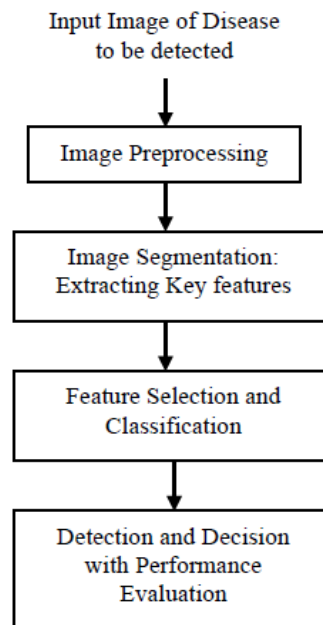 Input Image of Disease
to be detected
Image Preprocessing
Image Segmentation:
Extracting Key features
Feature Selection and
Classification
Detection and Decision
with Performance
Evaluation